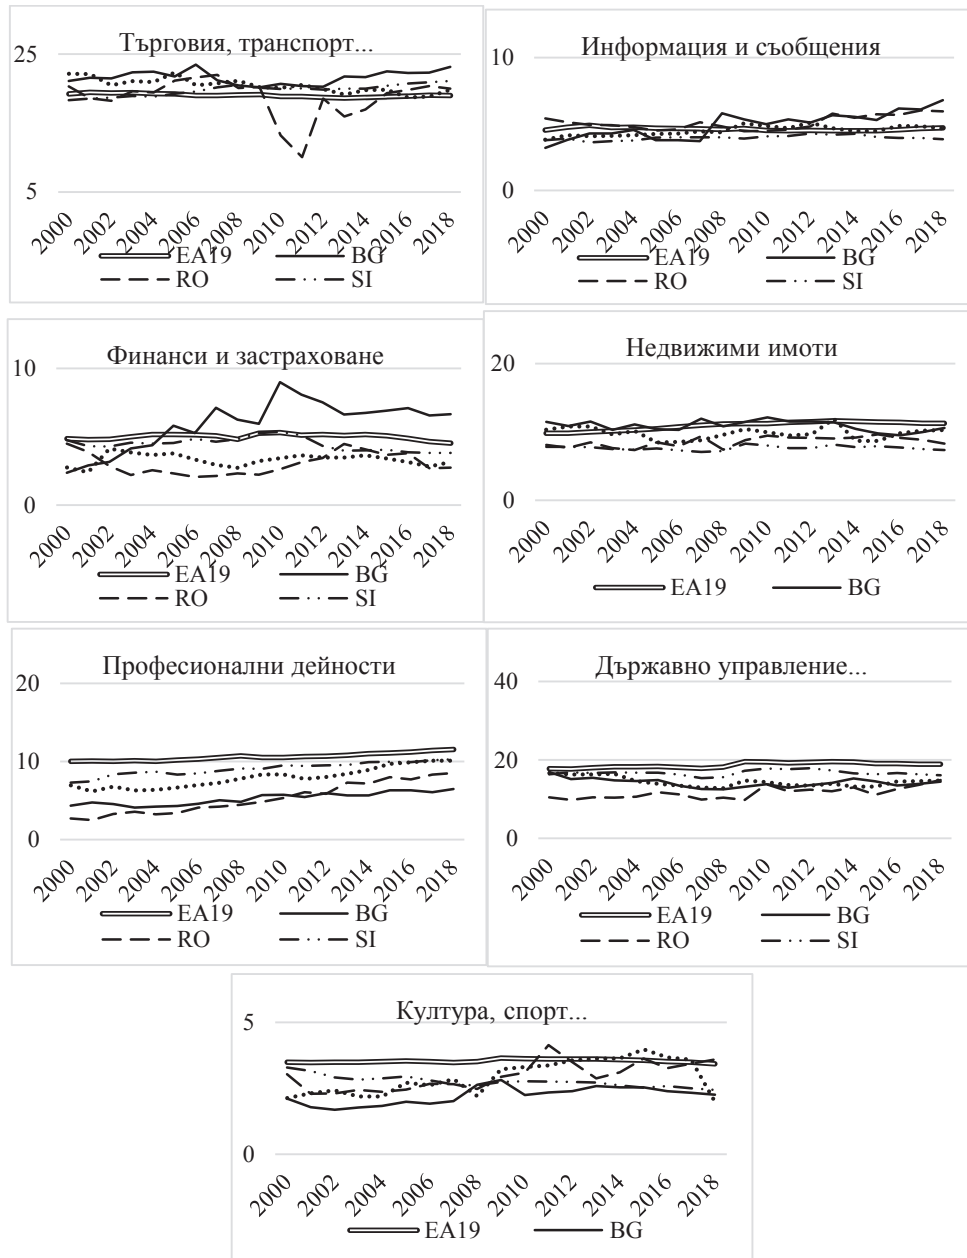 Търговия, транспорт...
25
5
2000 2002 2004 2006 2008 2010 2012 2014 2016 2018
EA19 BG
RO SI
Информация и съобщения
10
0
2000 2002 2004 2006 2008 2010 2012 2014 2016 2018
EA19 BG
RO SI
Финанси и застраховане
10
0
2000 2002 2004 2006 2008 2010 2012 2014 2016 2018
EA19 BG
RO SI
Недвижими имоти
20
0
2000 2002 2004 2006 2008 2010 2012 2014 2016 2018
EA19 BG
Професионални дейности
20
10
0
2000 2002 2004 2006 2008 2010 2012 2014 2016 2018
EA19 BG
RO SI
Държавно управление...
40
20
0
2000 2002 2004 2006 2008 2010 2012 2014 2016 2018
EA19 BG
RO SI
Култура, спорт...
5
0
2000 2002 2004 2006 2008 2010 2012 2014 2016 2018
EA19 BG